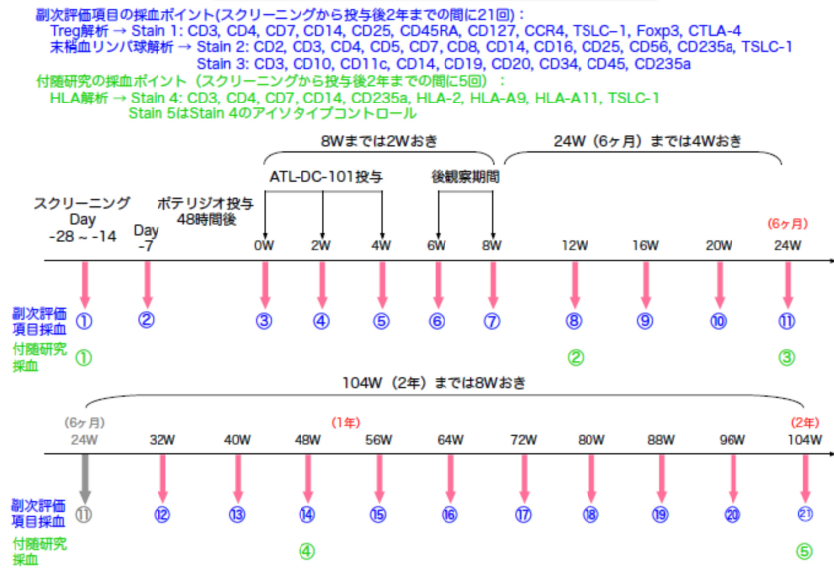 副次評価項目の採血ポイント(スクリーニングから投与後2年までの間に21回)：
Treg解析 → Stain 1: CD3, CD4, CD7, CD14, CD25, CD45RA, CD127, CCR4, TSLC-1, Foxp3, CTLA-4
末梢血リンパ球解析 → Stain 2: CD2, CD3, CD4, CD5, CD7, CD8, CD14, CD16, CD25, CD56, CD235a, TSLC-1
Stain 3: CD3, CD10, CD11c, CD14, CD19, CD20, CD34, CD45, CD235a
付随研究の採血ポイント（スクリーニングから投与後2年までの間に5回）：
HLA解析 → Stain 4: CD3, CD4, CD7, CD14, CD235a, HLA-2, HLA-A9, HLA-A11, TSLC-1
Stain 5はStain 4のアイソタイプコントロール
8Wまでは2Wおき 24W（6ヶ月）までは4Wおき
ATL-DC-101投与 後観察期間
スクリーニング ポテリジオ投与
Day 48時間後
-28 ~ -14 Day
-7
(6ヶ月)
0W 2W 4W 6W 8W 12W 16W 20W 24W
副次評価
項目採血 ① ② ③ ④ ⑤ ⑥ ⑦ ⑧ ⑨ ⑩ ⑪
付随研究
採血 ① ② ③
104W（2年）までは8Wおき
(6ヶ月) (1年) (2年)
24W 32W 40W 48W 56W 64W 72W 80W 88W 96W 104W
副次評価
項目採血 ⑪ ⑫ ⑬ ⑭ ⑮ ⑯ ⑰ ⑱ ⑲ ⑳ ㉑
付随研究
採血 ④ ⑤